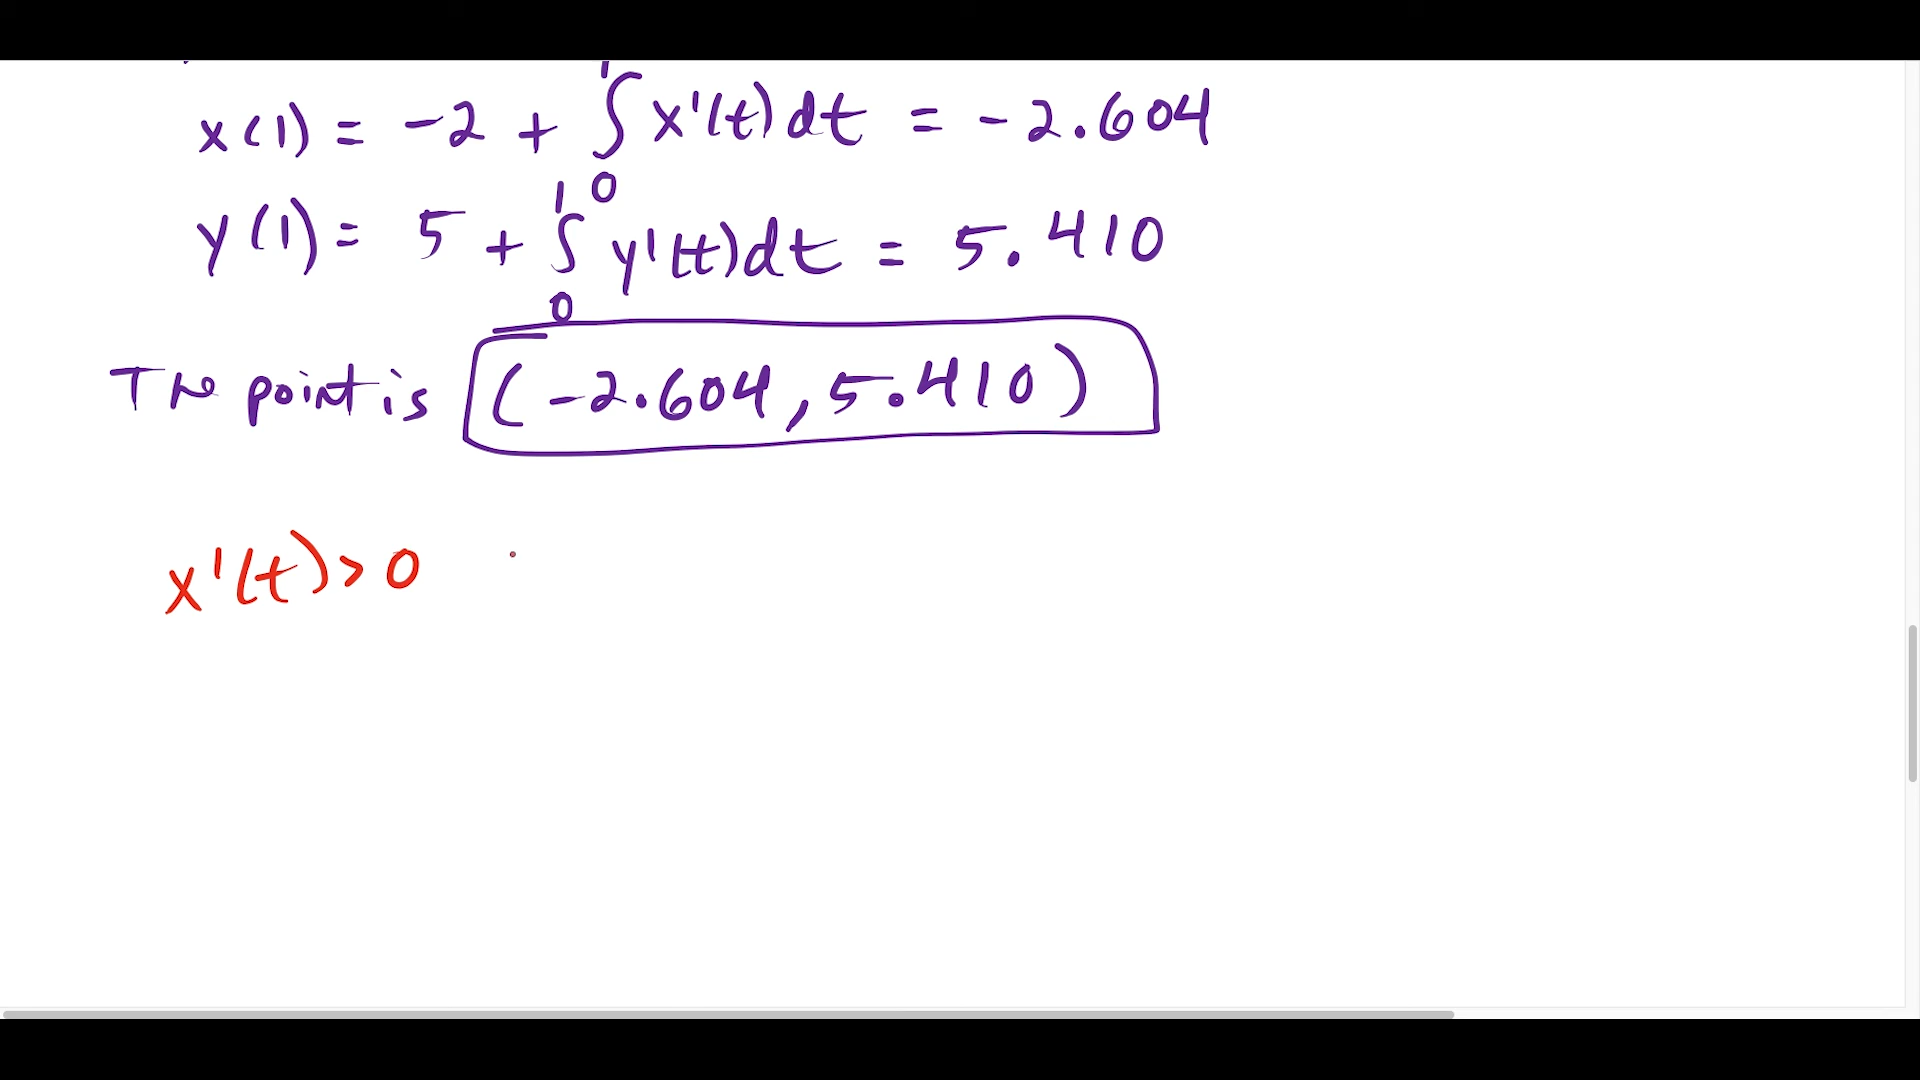 x(1) = -2 + ∫₀¹ x'(t)dt = -2.604
y(1) = 5 + ∫₀¹ y'(t)dt = 5.410
The point is (-2.604, 5.410)
x'(t) > 0